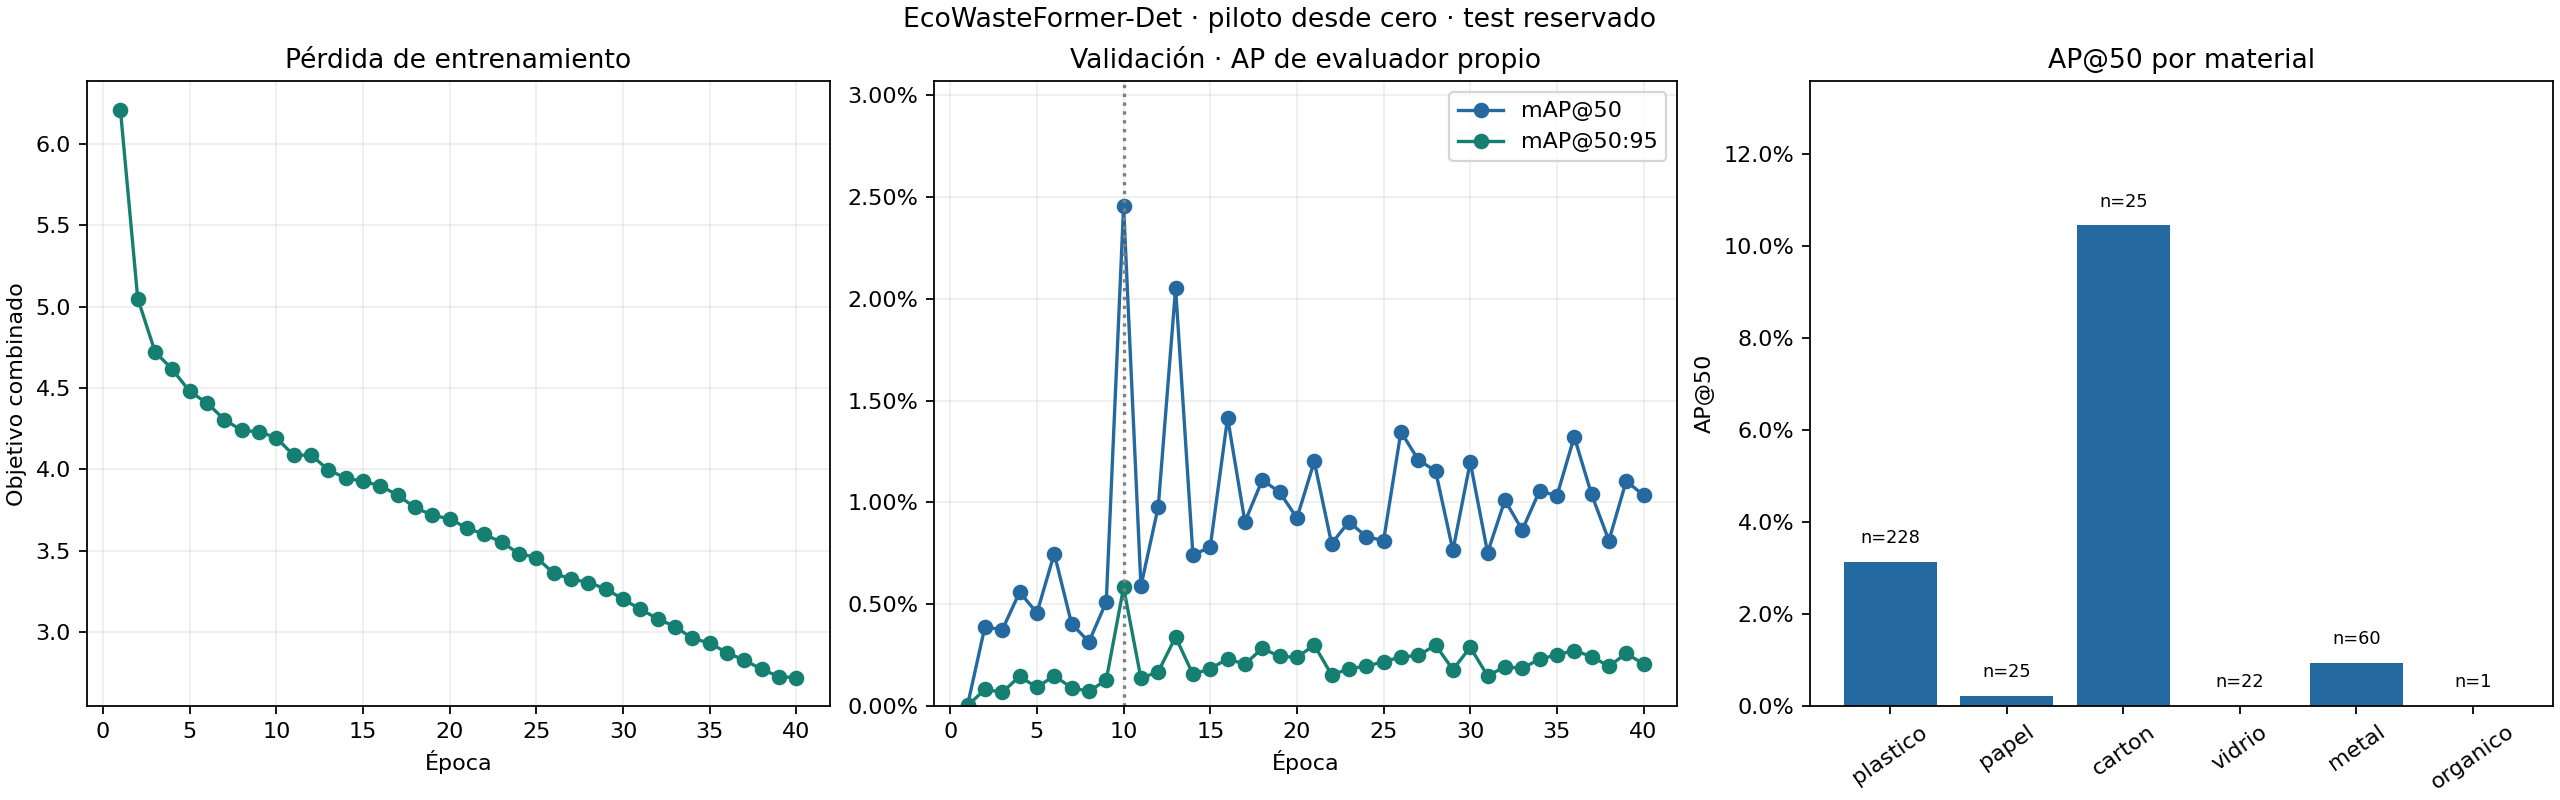 EcoWasteFormer-Det · piloto desde cero · test reservado
Pérdida de entrenamiento
Objetivo combinado
6.0
5.5
5.0
4.5
4.0
3.5
3.0
0 5 10 15 20 25 30 35 40
Época
Validación · AP de evaluador propio
mAP@50
mAP@50:95
3.00%
2.50%
2.00%
1.50%
1.00%
0.50%
0.00%
0 5 10 15 20 25 30 35 40
Época
AP@50 por material
AP@50
12.0%
10.0%
8.0%
6.0%
4.0%
2.0%
0.0%
n=228
n=25
n=25
n=22
n=60
n=1
plastico
papel
carton
vidrio
metal
organico